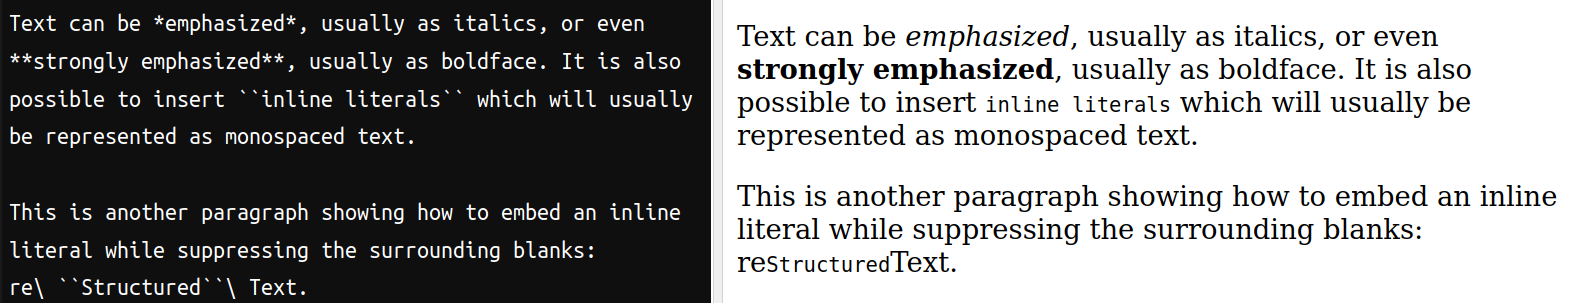 Text can be *emphasized*, usually as italics, or even
**strongly emphasized**, usually as boldface. It is also
possible to insert ``inline literals`` which will usually
be represented as monospaced text.
This is another paragraph showing how to embed an inline
literal while suppressing the surrounding blanks:
re\ ``Structured``\ Text.
Text can be emphasized, usually as italics, or even
strongly emphasized, usually as boldface. It is also
possible to insert inline literals which will usually be
represented as monospaced text.
This is another paragraph showing how to embed an inline
literal while suppressing the surrounding blanks:
reStructuredText.